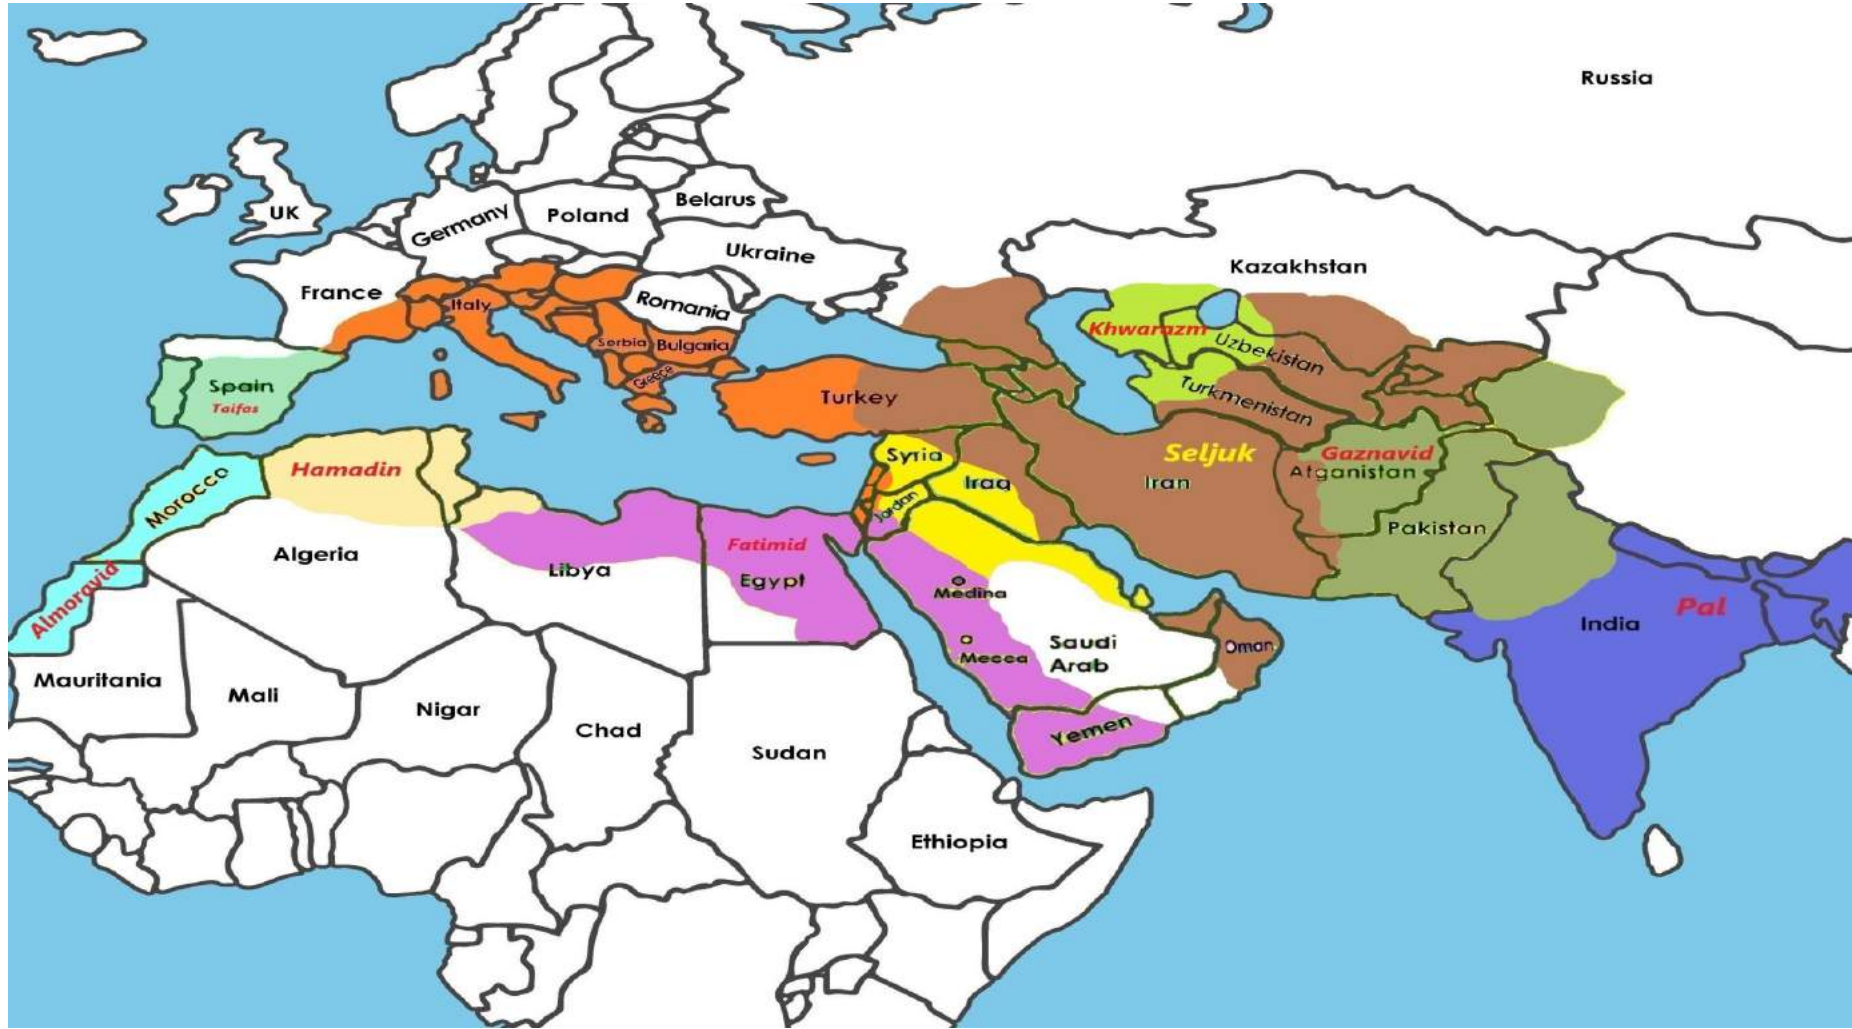 Russia
Belarus
UK
Germany
Poland
Ukraine
Kazakhstan
France
Italy
Romania
Khwarazm
Serbia
Bulgaria
Uzbekistan
Greece
Spain
Taifas
Turkey
Turkmenistan
Hamadin
Syria
Seljuk
Gaznavid
Afganistan
Morocco
Iraq
Iran
Jordan
Pakistan
Algeria
Fatimid
Libya
Egypt
Almoravid
Medina
Pal
India
Mecca
Saudi
Arab
Oman
Mauritania
Mali
Nigar
Chad
Sudan
Yemen
Ethiopia